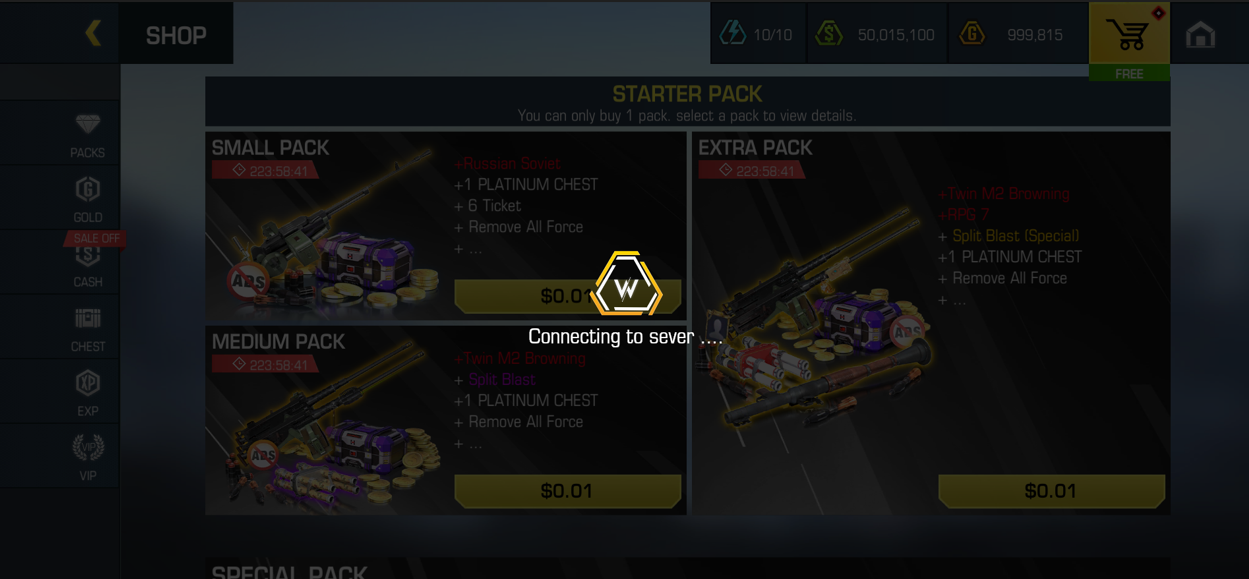 SHOP
10/10
50,015,100
999,815
FREE
PACKS
GOLD
SALE OFF
CASH
CHEST
EXP
VIP
STARTER PACK
You can only buy 1 pack. select a pack to view details.
SMALL PACK
223:58:41
+Russian Soviet
+1 PLATINUM CHEST
+ 6 Ticket
+ Remove All Force
+ ...
ADS
$0.01
EXTRA PACK
223:58:41
+Twin M2 Browning
+RPG 7
+ Split Blast (Special)
+1 PLATINUM CHEST
+ Remove All Force
+ ...
ADS
$0.01
Connecting to sever ....
MEDIUM PACK
223:58:41
+Twin M2 Browning
+ Split Blast
+1 PLATINUM CHEST
+ Remove All Force
+ ...
ADS
$0.01
SPECIAL PACK